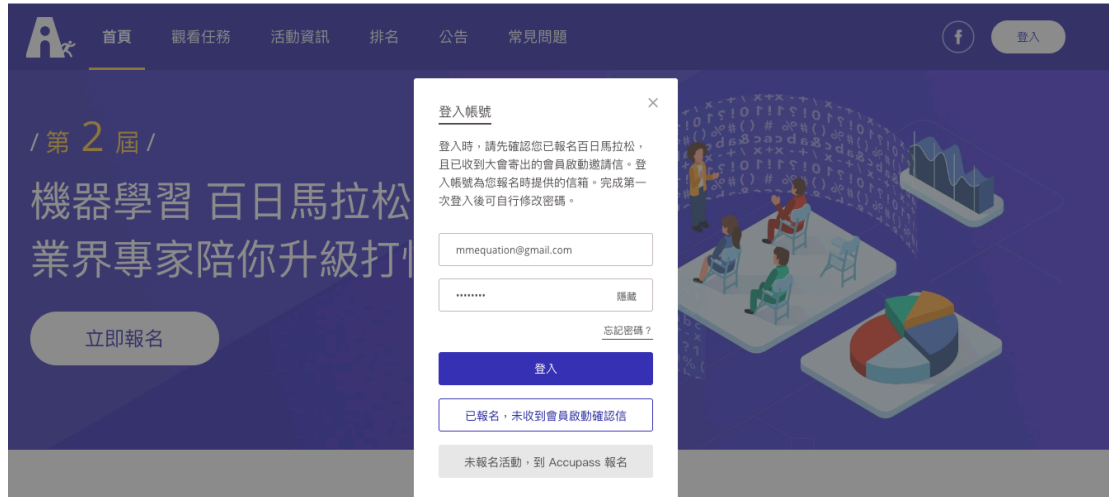 首頁 觀看任務 活動資訊 排名 公告 常見問題 登入
/ 第 2 屆 /
機器學習 百日馬拉松
業界專家陪你升級打
立即報名
登入帳號
登入時，請先確認您已報名百日馬拉松，
且已收到大會寄出的會員啟動邀請信。登
入帳號為您報名時提供的信箱。完成第一
次登入後可自行修改密碼。
mmequation@gmail.com
•••••••• 隱藏
忘記密碼？
登入
已報名，未收到會員啟動確認信
未報名活動，到 Accupass 報名